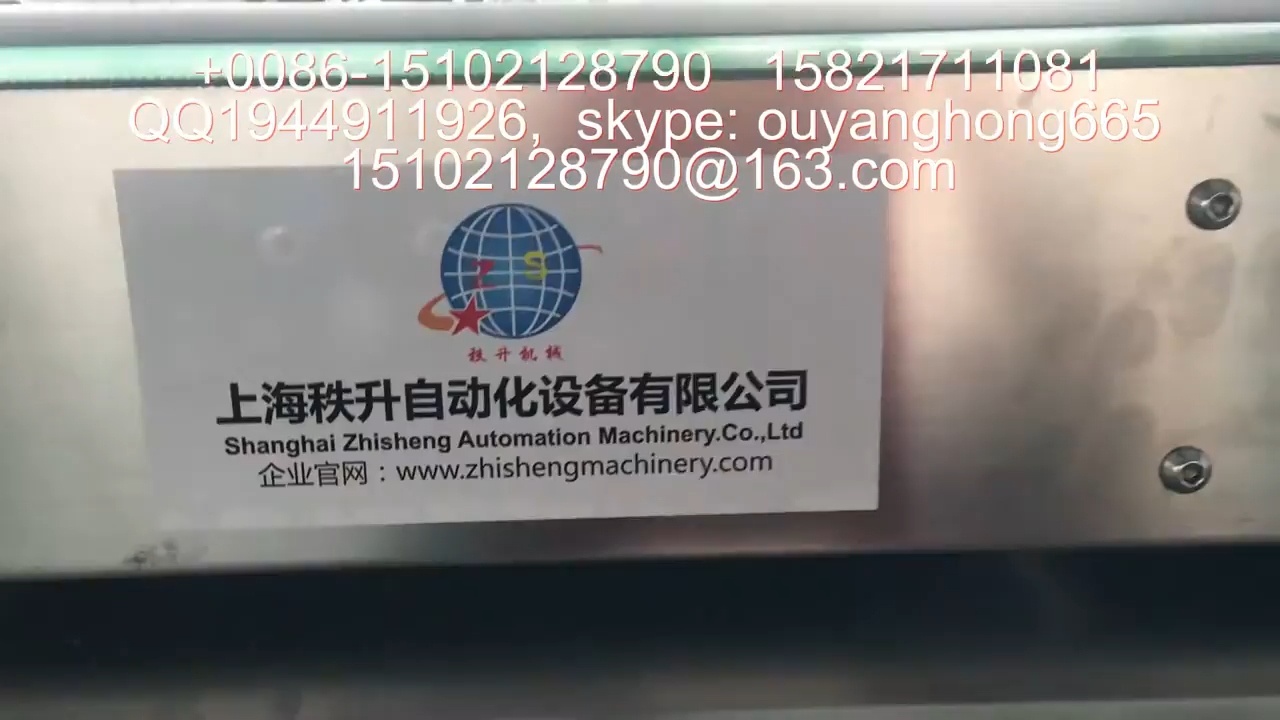 +0086-15102128790 15821711081
QQ1944911926, skype: ouyanghong665
15102128790@163.com
Z S
秩升机械
上海秩升自动化设备有限公司
Shanghai Zhisheng Automation Machinery.Co.,Ltd
企业官网：www.zhishengmachinery.com